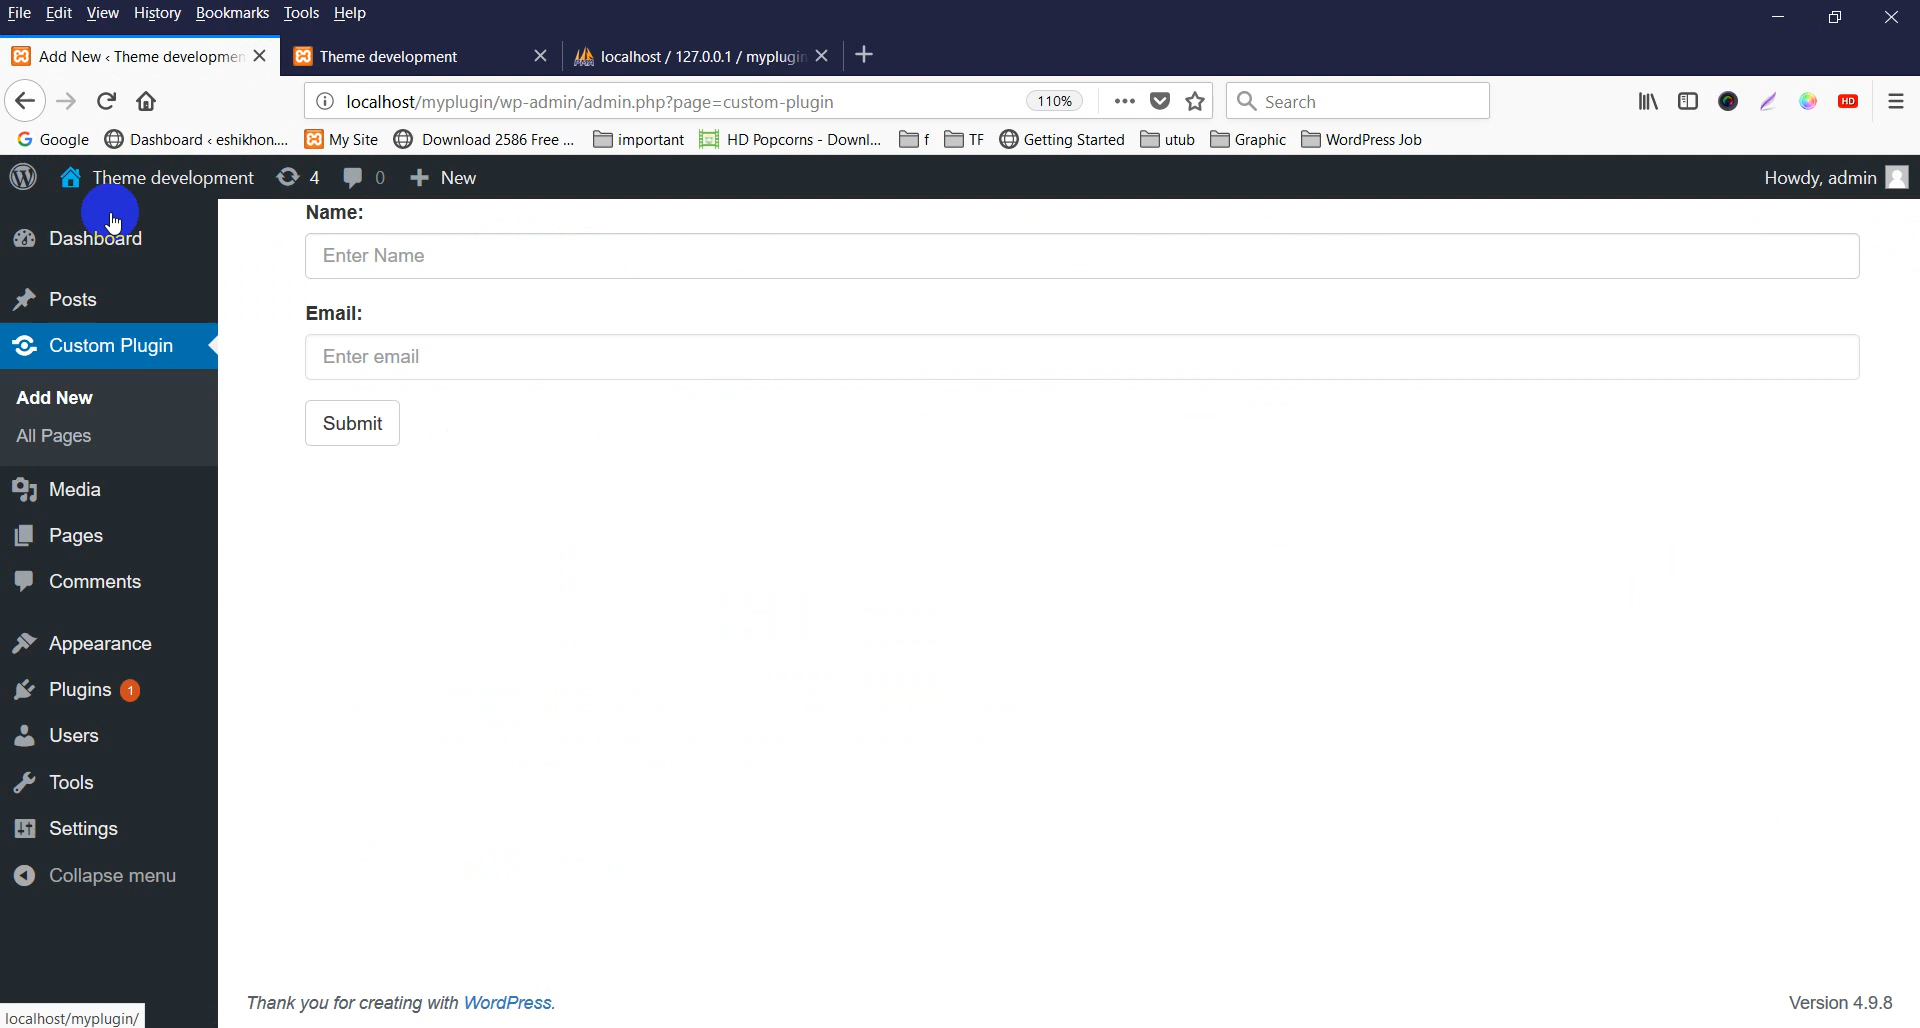 File Edit View History Bookmarks Tools Help
Add New ‹ Theme developmen
Theme development
localhost / 127.0.0.1 / myplugin
localhost/myplugin/wp-admin/admin.php?page=custom-plugin
110%
Search
HD
Google
Dashboard ‹ eshikhon....
My Site
Download 2586 Free ...
important
HD Popcorns - Downl...
f
TF
Getting Started
utub
Graphic
WordPress Job
Theme development
4
0
New
Howdy, admin
Dashboard
Posts
Custom Plugin
Add New
All Pages
Media
Pages
Comments
Appearance
Plugins 1
Users
Tools
Settings
Collapse menu
Name:
Enter Name
Email:
Enter email
Submit
Thank you for creating with WordPress.
Version 4.9.8
localhost/myplugin/